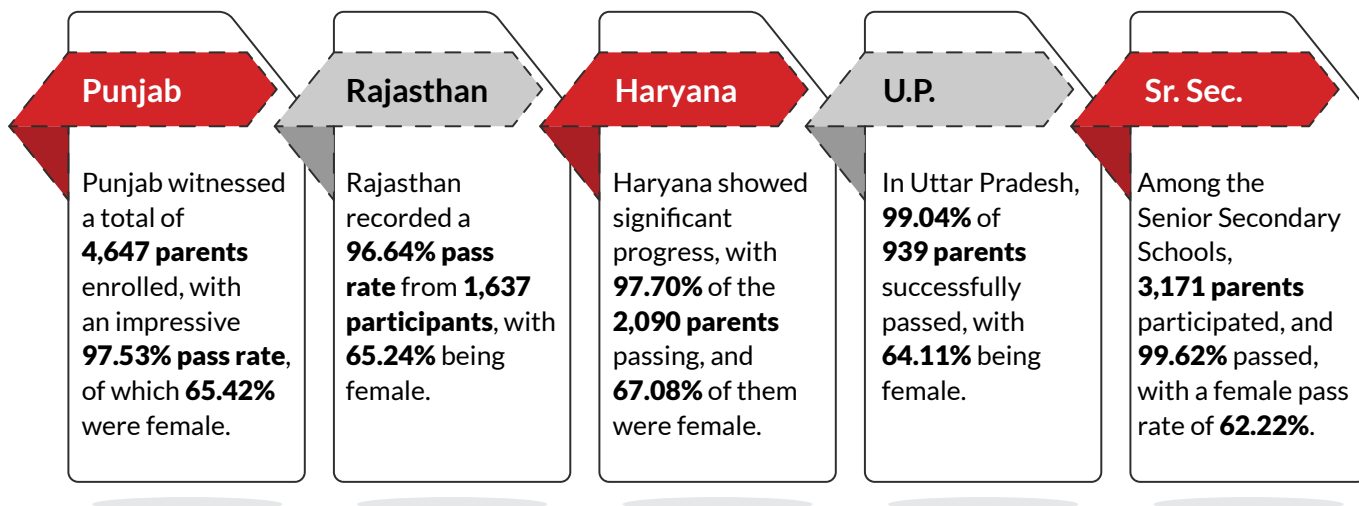 Punjab
Punjab witnessed
a total of
4,647 parents
enrolled, with
an impressive
97.53% pass rate,
of which 65.42%
were female.
Rajasthan
Rajasthan
recorded a
96.64% pass
rate from 1,637
participants, with
65.24% being
female.
Haryana
Haryana showed
significant
progress, with
97.70% of the
2,090 parents
passing, and
67.08% of them
were female.
U.P.
In Uttar Pradesh,
99.04% of
939 parents
successfully
passed, with
64.11% being
female.
Sr. Sec.
Among the
Senior Secondary
Schools,
3,171 parents
participated, and
99.62% passed,
with a female pass
rate of 62.22%.